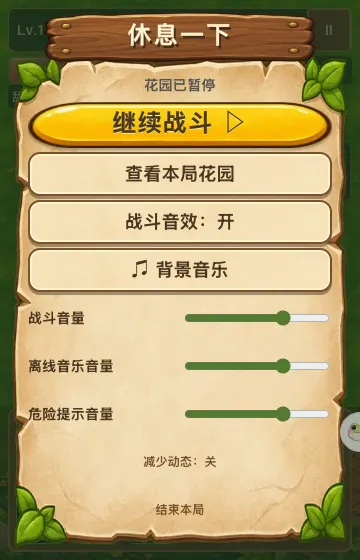 Lv.1
休息一下
II
花园已暂停
继续战斗 ▷
查看本局花园
战斗音效：开
♫ 背景音乐
战斗音量
离线音乐音量
危险提示音量
减少动态：关
结束本局